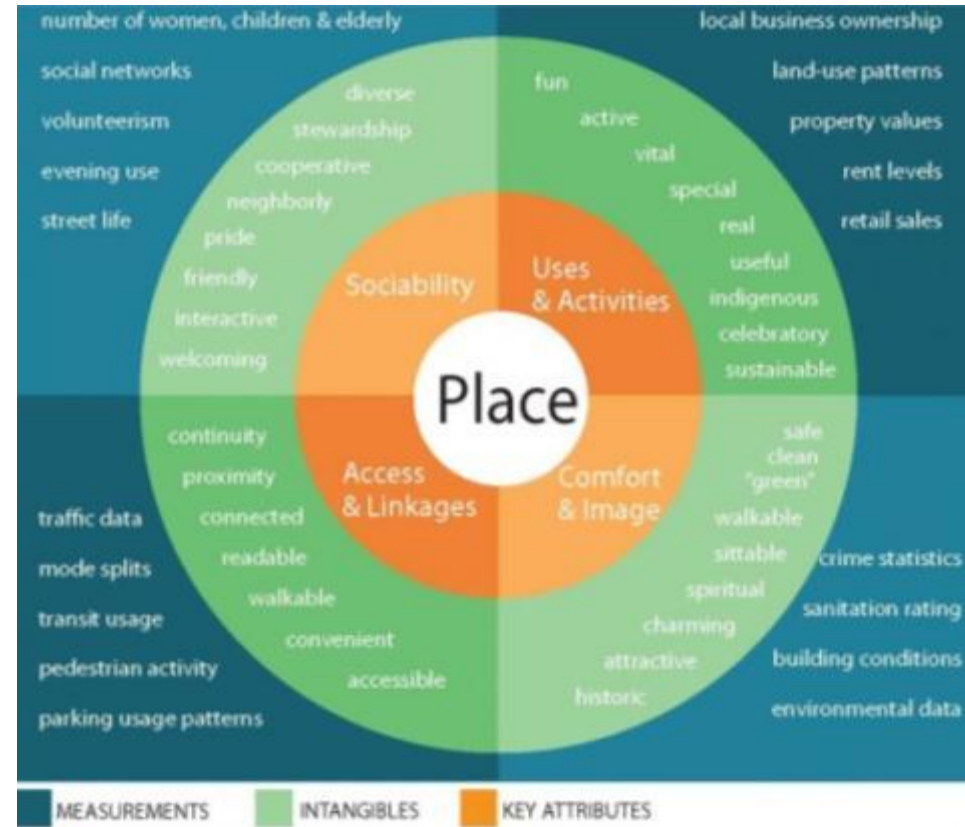 number of women, children & elderly
social networks
volunteerism
evening use
street life
local business ownership
land-use patterns
property values
rent levels
retail sales
diverse
stewardship
cooperative
neighborly
pride
friendly
interactive
welcoming
fun
active
vital
special
real
useful
indigenous
celebratory
sustainable
Sociability
Uses
& Activities
Place
Access
& Linkages
Comfort
& Image
continuity
proximity
connected
readable
walkable
convenient
accessible
safe
clean
"green"
walkable
sittable
spiritual
charming
attractive
historic
traffic data
mode splits
transit usage
pedestrian activity
parking usage patterns
crime statistics
sanitation rating
building conditions
environmental data
MEASUREMENTS
INTANGIBLES
KEY ATTRIBUTES